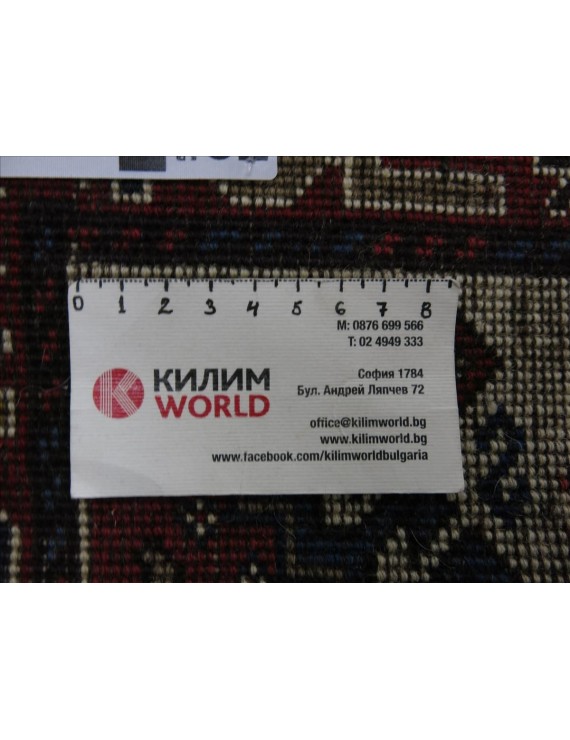 0 1 2 3 4 5 6 7 8
M: 0876 699 566
T: 02 4949 333
КИЛИМ
WORLD
София 1784
Бул. Андрей Ляпчев 72
office@kilimworld.bg
www.kilimworld.bg
www.facebook.com/kilimworldbulgaria